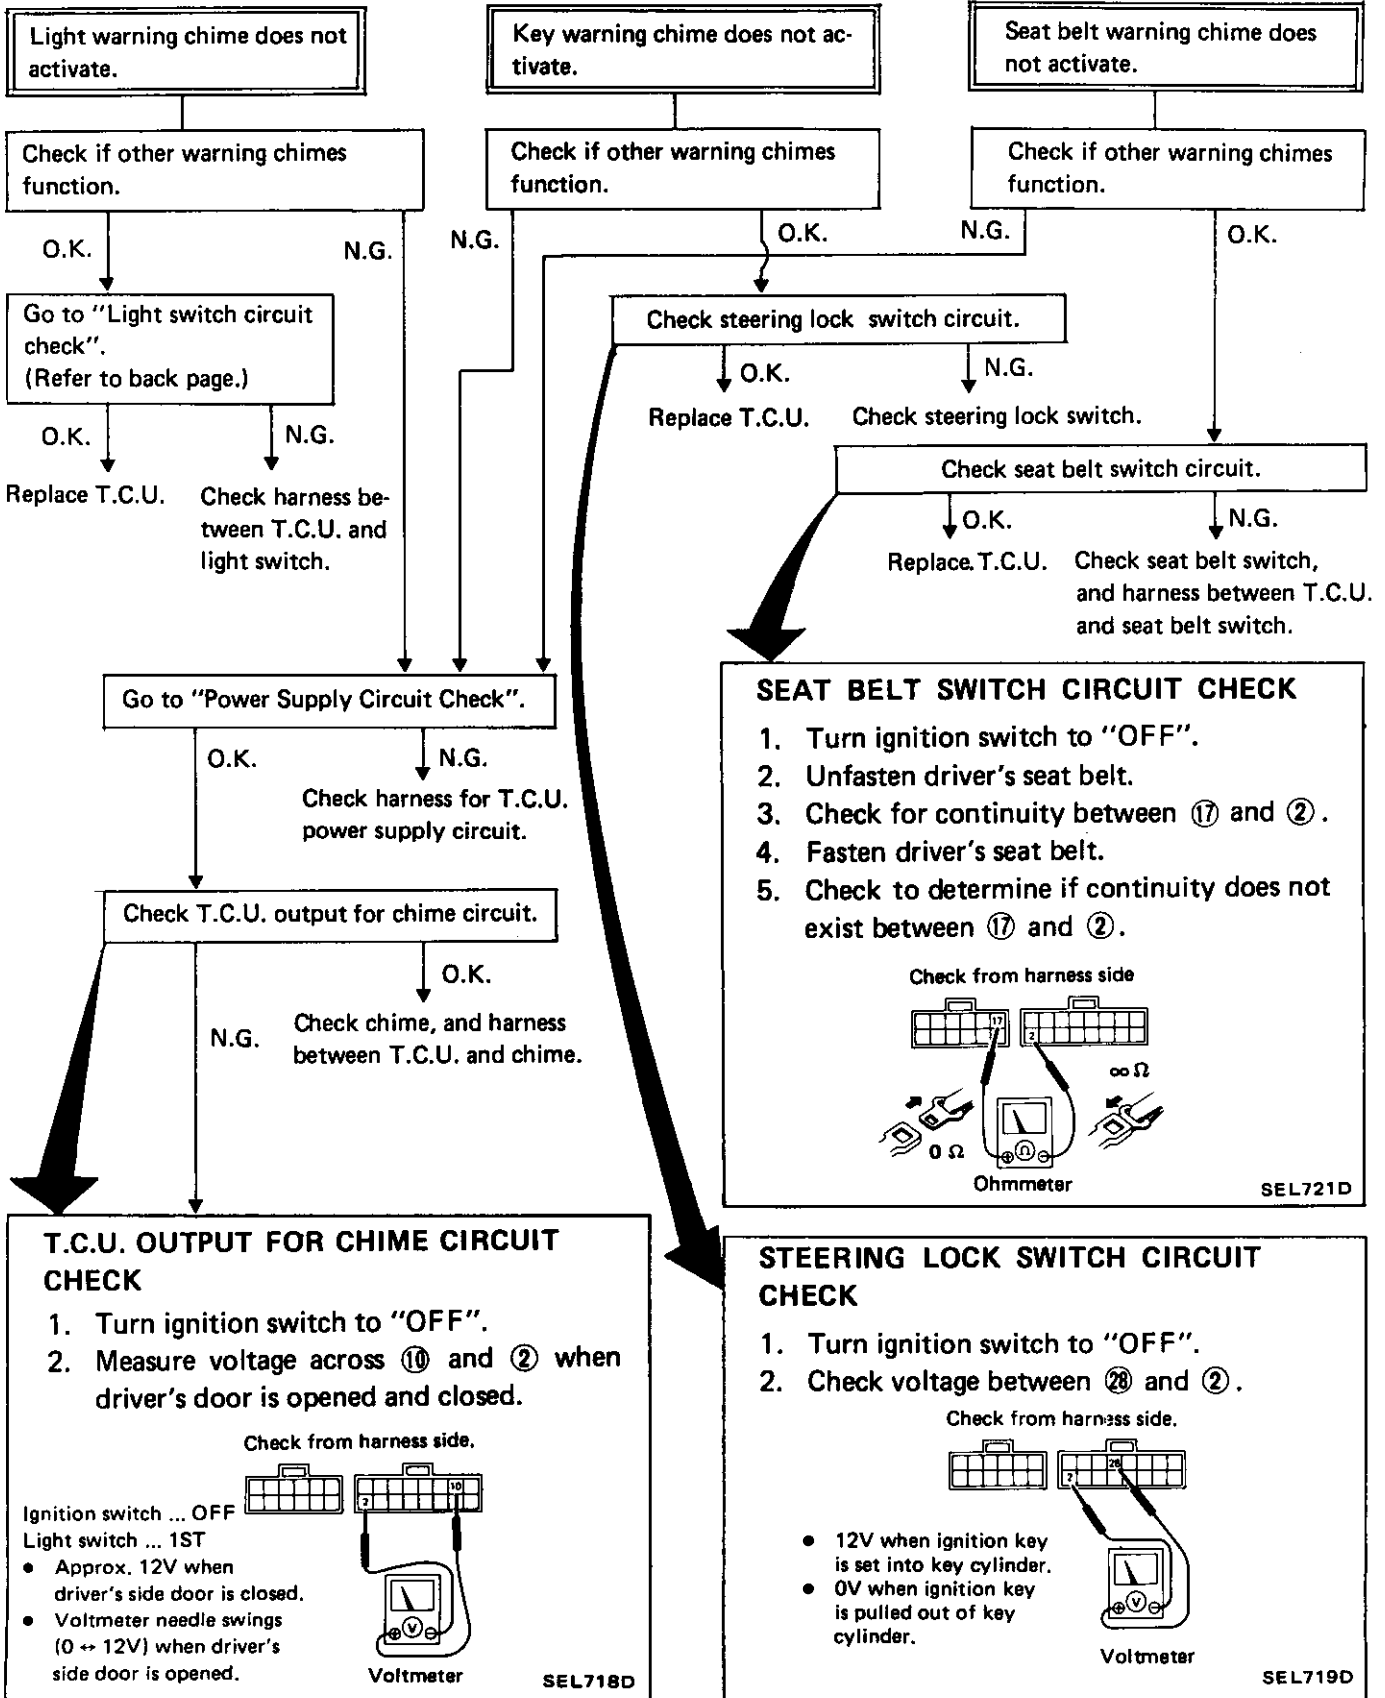 Light warning chime does not
activate.
Key warning chime does not ac-
tivate.
Seat belt warning chime does
not activate.
Check if other warning chimes
function.
Check if other warning chimes
function.
Check if other warning chimes
function.
O.K.
N.G.
N.G.
O.K.
N.G.
O.K.
Go to "Light switch circuit
check".
(Refer to back page.)
Check steering lock switch circuit.
O.K.
N.G.
O.K.
N.G.
Replace T.C.U.
Check steering lock switch.
Replace T.C.U.
Check harness be-
tween T.C.U. and
light switch.
Check seat belt switch circuit.
O.K.
N.G.
Replace. T.C.U.
Check seat belt switch,
and harness between T.C.U.
and seat belt switch.
Go to "Power Supply Circuit Check".
O.K.
N.G.
Check harness for T.C.U.
power supply circuit.
Check T.C.U. output for chime circuit.
O.K.
N.G.
Check chime, and harness
between T.C.U. and chime.
SEAT BELT SWITCH CIRCUIT CHECK
1. Turn ignition switch to "OFF".
2. Unfasten driver's seat belt.
3. Check for continuity between ⑰ and ②.
4. Fasten driver's seat belt.
5. Check to determine if continuity does not
exist between ⑰ and ②.
Check from harness side
17
2
∞ Ω
0 Ω
⊕ Ω ⊖
Ohmmeter
SEL721D
T.C.U. OUTPUT FOR CHIME CIRCUIT
CHECK
1. Turn ignition switch to "OFF".
2. Measure voltage across ⑩ and ② when
driver's door is opened and closed.
Check from harness side.
2
10
Ignition switch ... OFF
Light switch ... 1ST
● Approx. 12V when
driver's side door is closed.
● Voltmeter needle swings
(0 ↔ 12V) when driver's
side door is opened.
⊕ V ⊖
Voltmeter
SEL718D
STEERING LOCK SWITCH CIRCUIT
CHECK
1. Turn ignition switch to "OFF".
2. Check voltage between ㉘ and ②.
Check from harness side.
2
28
● 12V when ignition key
is set into key cylinder.
● 0V when ignition key
is pulled out of key
cylinder.
⊕ V ⊖
Voltmeter
SEL719D